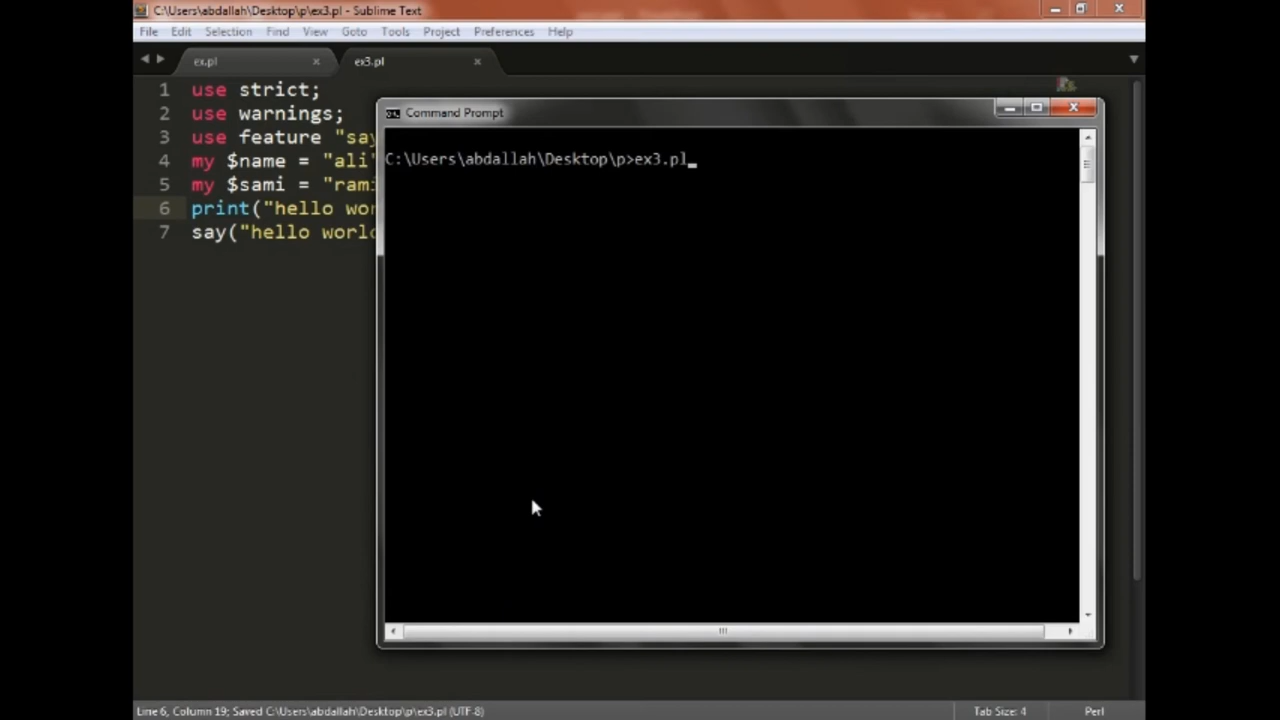 C:\Users\abdallah\Desktop\p\ex3.pl - Sublime Text
File Edit Selection Find View Goto Tools Project Preferences Help
ex.pl ex3.pl
1 use strict;
2 use warnings;
3 use feature "say
4 my $name = "ali"
5 my $sami = "rami
6 print("hello wor
7 say("hello world
Command Prompt
C:\Users\abdallah\Desktop\p>ex3.pl_
Line 6, Column 19; Saved C:\Users\abdallah\Desktop\p\ex3.pl (UTF-8) Tab Size: 4 Perl